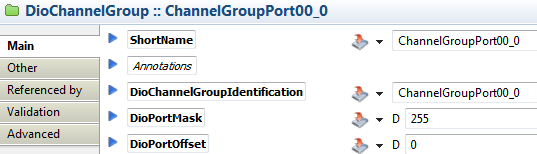 DioChannelGroup :: ChannelGroupPort00_0
Main
ShortName ChannelGroupPort00_0
Other
Annotations
Referenced by
DioChannelGroupIdentification ChannelGroupPort00_0
Validation
DioPortMask D 255
Advanced
DioPortOffset D 0